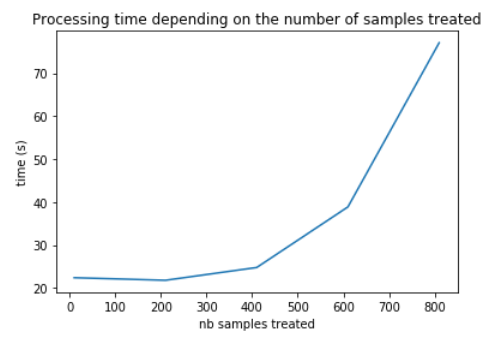 Processing time depending on the number of samples treated
70
60
50
40
30
20
time (s)
0 100 200 300 400 500 600 700 800
nb samples treated